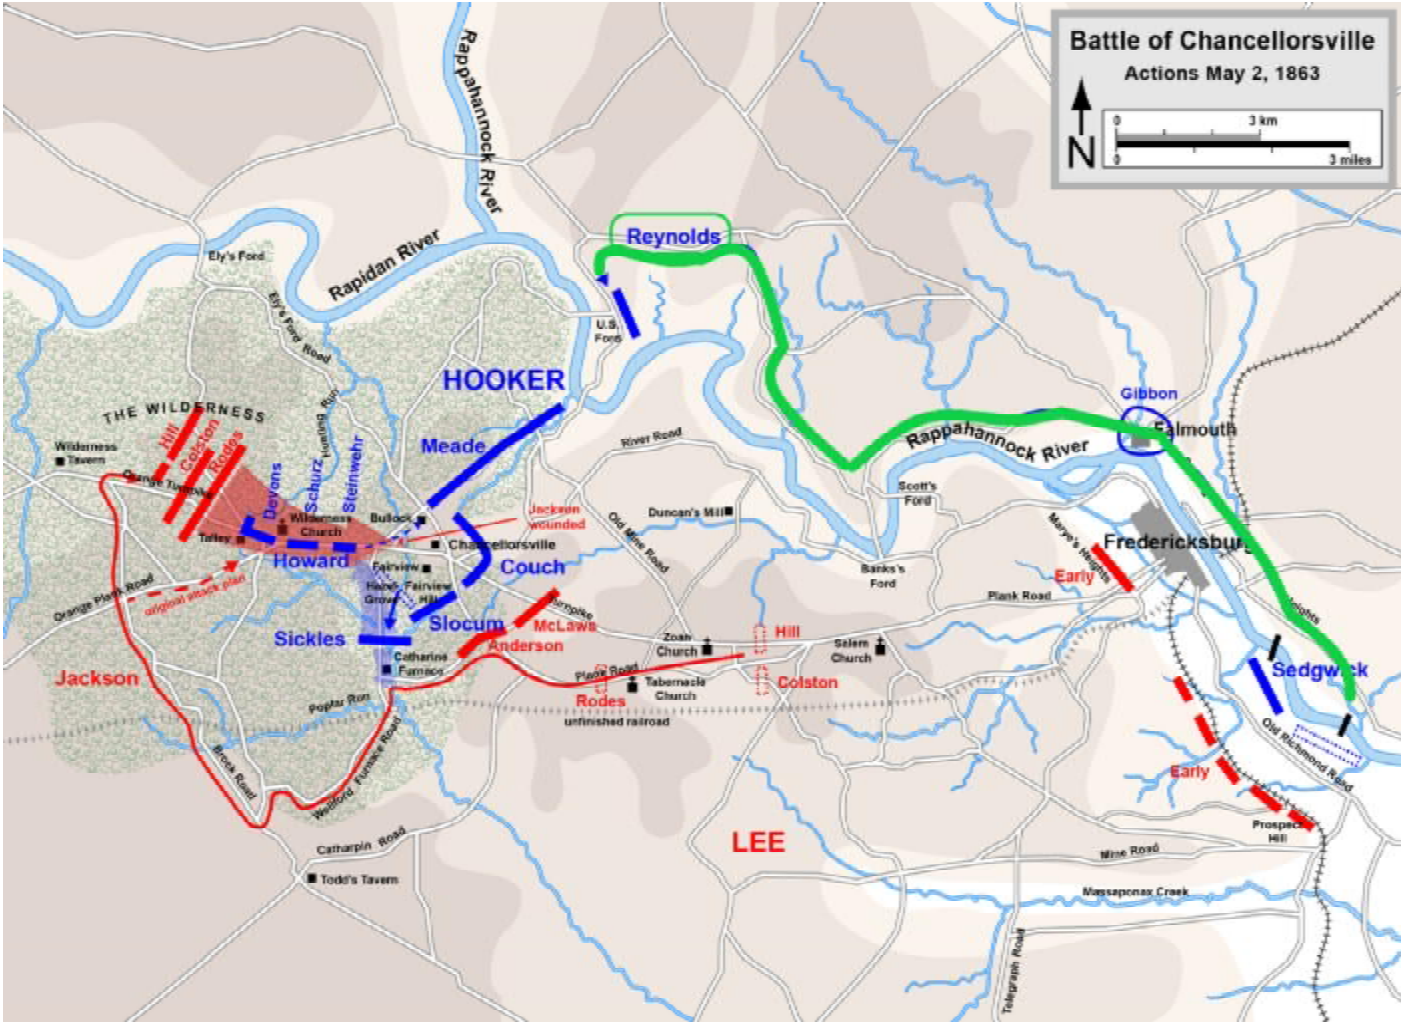 Battle of Chancellorsville
Actions May 2, 1863
N
0
3 km
0
3 miles
Rappahannock River
Rapidan River
Ely's Ford
Ely's Ford Road
Reynolds
U.S.
Ford
HOOKER
Meade
THE WILDERNESS
Wilderness
Tavern
Hill
Colston
Rodes
Orange Turnpike
Devens
Schurz
Steinwehr
Hunting Run
Wilderness
Church
Talley
Howard
Bullock
Jackson
wounded
Chancellorsville
Fairview
Hazel
Grove
Fairview
Hill
Couch
Slocum
Sickles
Catharine
Furnace
Turnpike
McLaws
Anderson
Orange Plank Road
original attack plan
Jackson
Poplar Run
Brock Road
Wellford Furnace Road
Catharpin Road
Todd's Tavern
River Road
Old Mine Road
Duncan's Mill
Scott's
Ford
Banks's
Ford
Rappahannock River
Gibbon
Falmouth
Fredericksburg
Marye's Heights
Early
Plank Road
Zoan
Church
Salem
Church
Hill
Colston
Plank Road
Rodes
Tabernacle
Church
unfinished railroad
Heights
Sedgwick
Old Richmond Road
Early
Prospect
Hill
LEE
Mine Road
Massaponax Creek
Telegraph Road